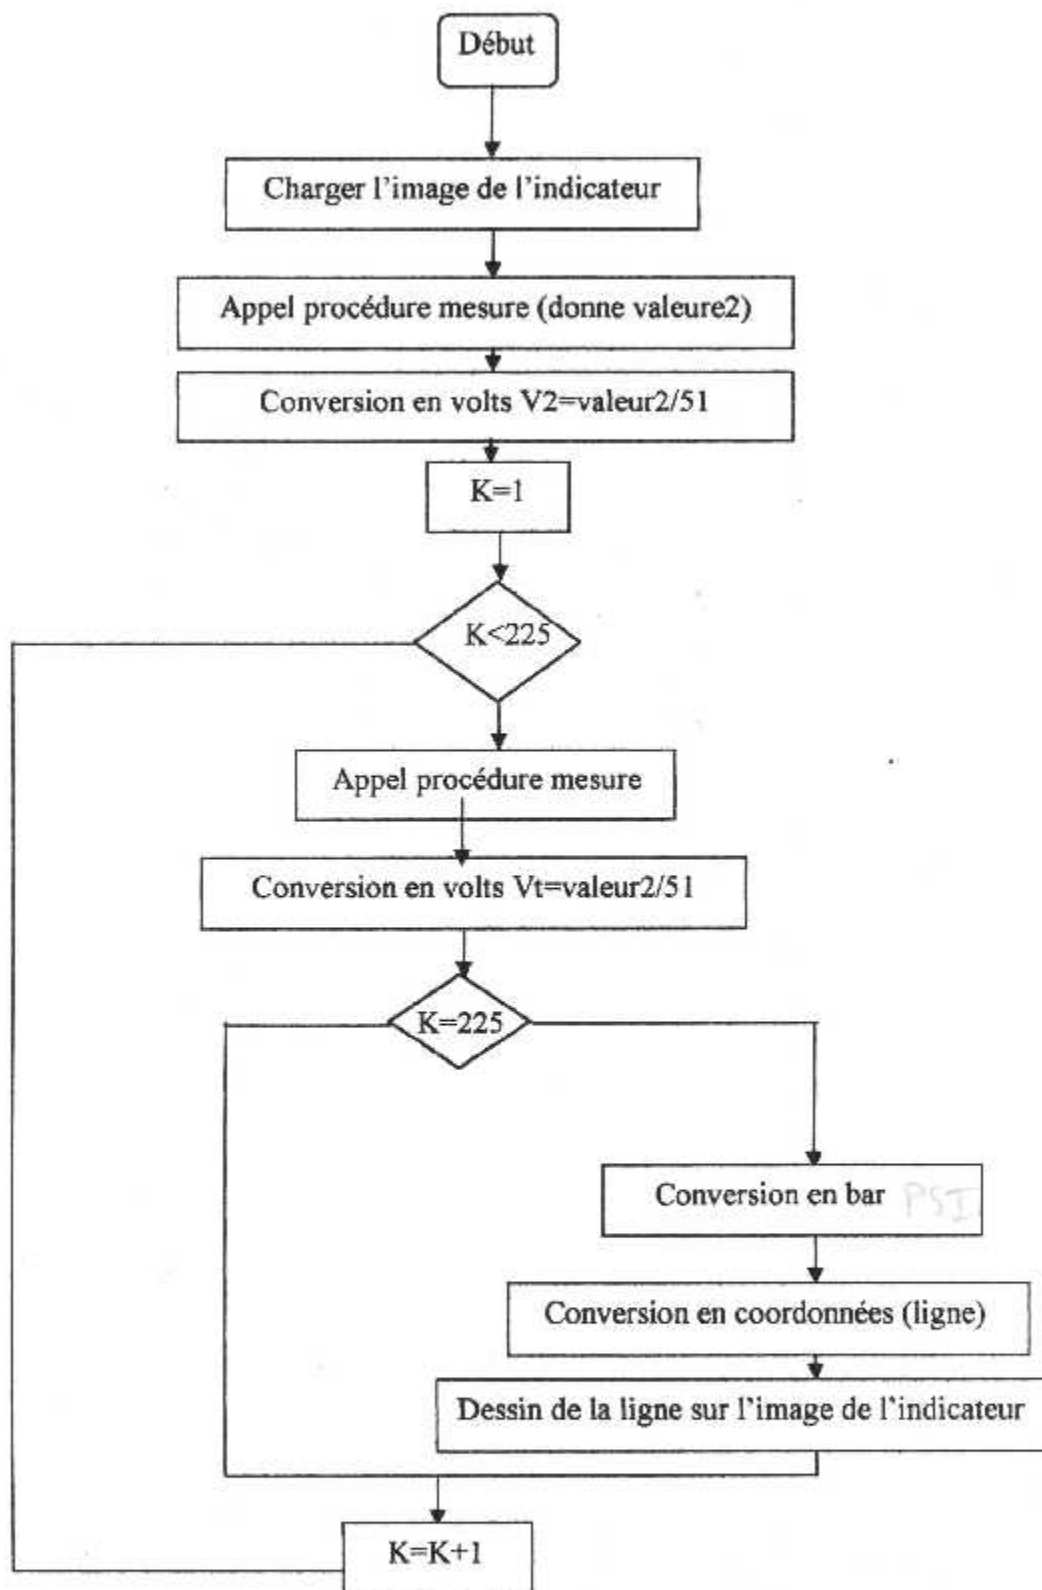 Début
Charger l'image de l'indicateur
Appel procédure mesure (donne valeure2)
Conversion en volts V2=valeur2/51
K=1
K<225
Appel procédure mesure
Conversion en volts Vt=valeur2/51
K=225
Conversion en bar PSI
Conversion en coordonnées (ligne)
Dessin de la ligne sur l'image de l'indicateur
K=K+1